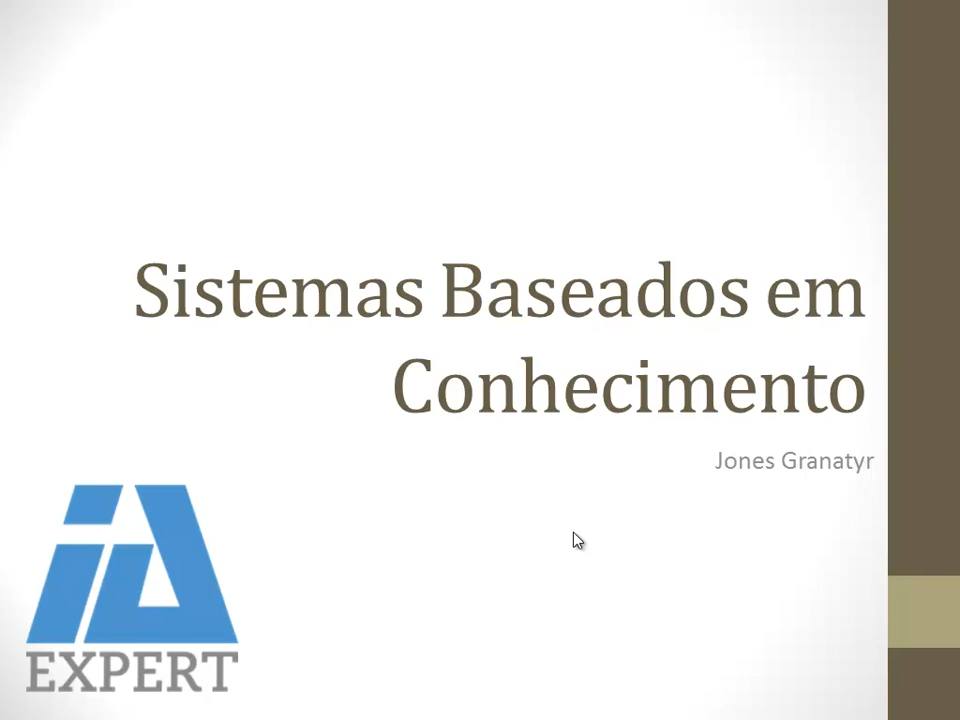 Sistemas Baseados em
Conhecimento
Jones Granatyr
iA
EXPERT